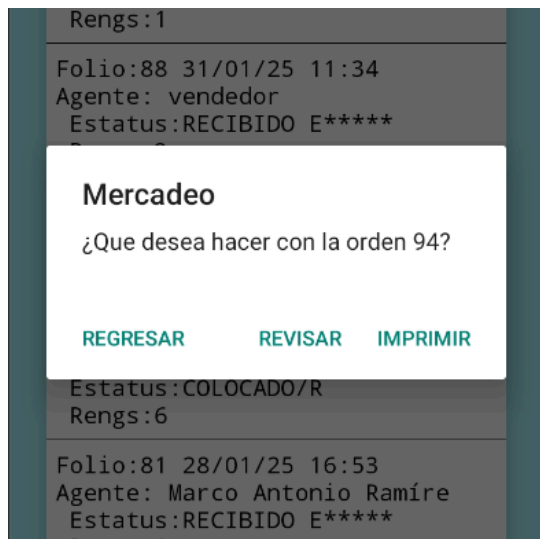 Rengs:1
Folio:88 31/01/25 11:34
Agente: vendedor
Estatus:RECIBIDO E*****
Mercadeo
¿Que desea hacer con la orden 94?
REGRESAR REVISAR IMPRIMIR
Estatus:COLOCADO/R
Rengs:6
Folio:81 28/01/25 16:53
Agente: Marco Antonio Ramíre
Estatus:RECIBIDO E*****